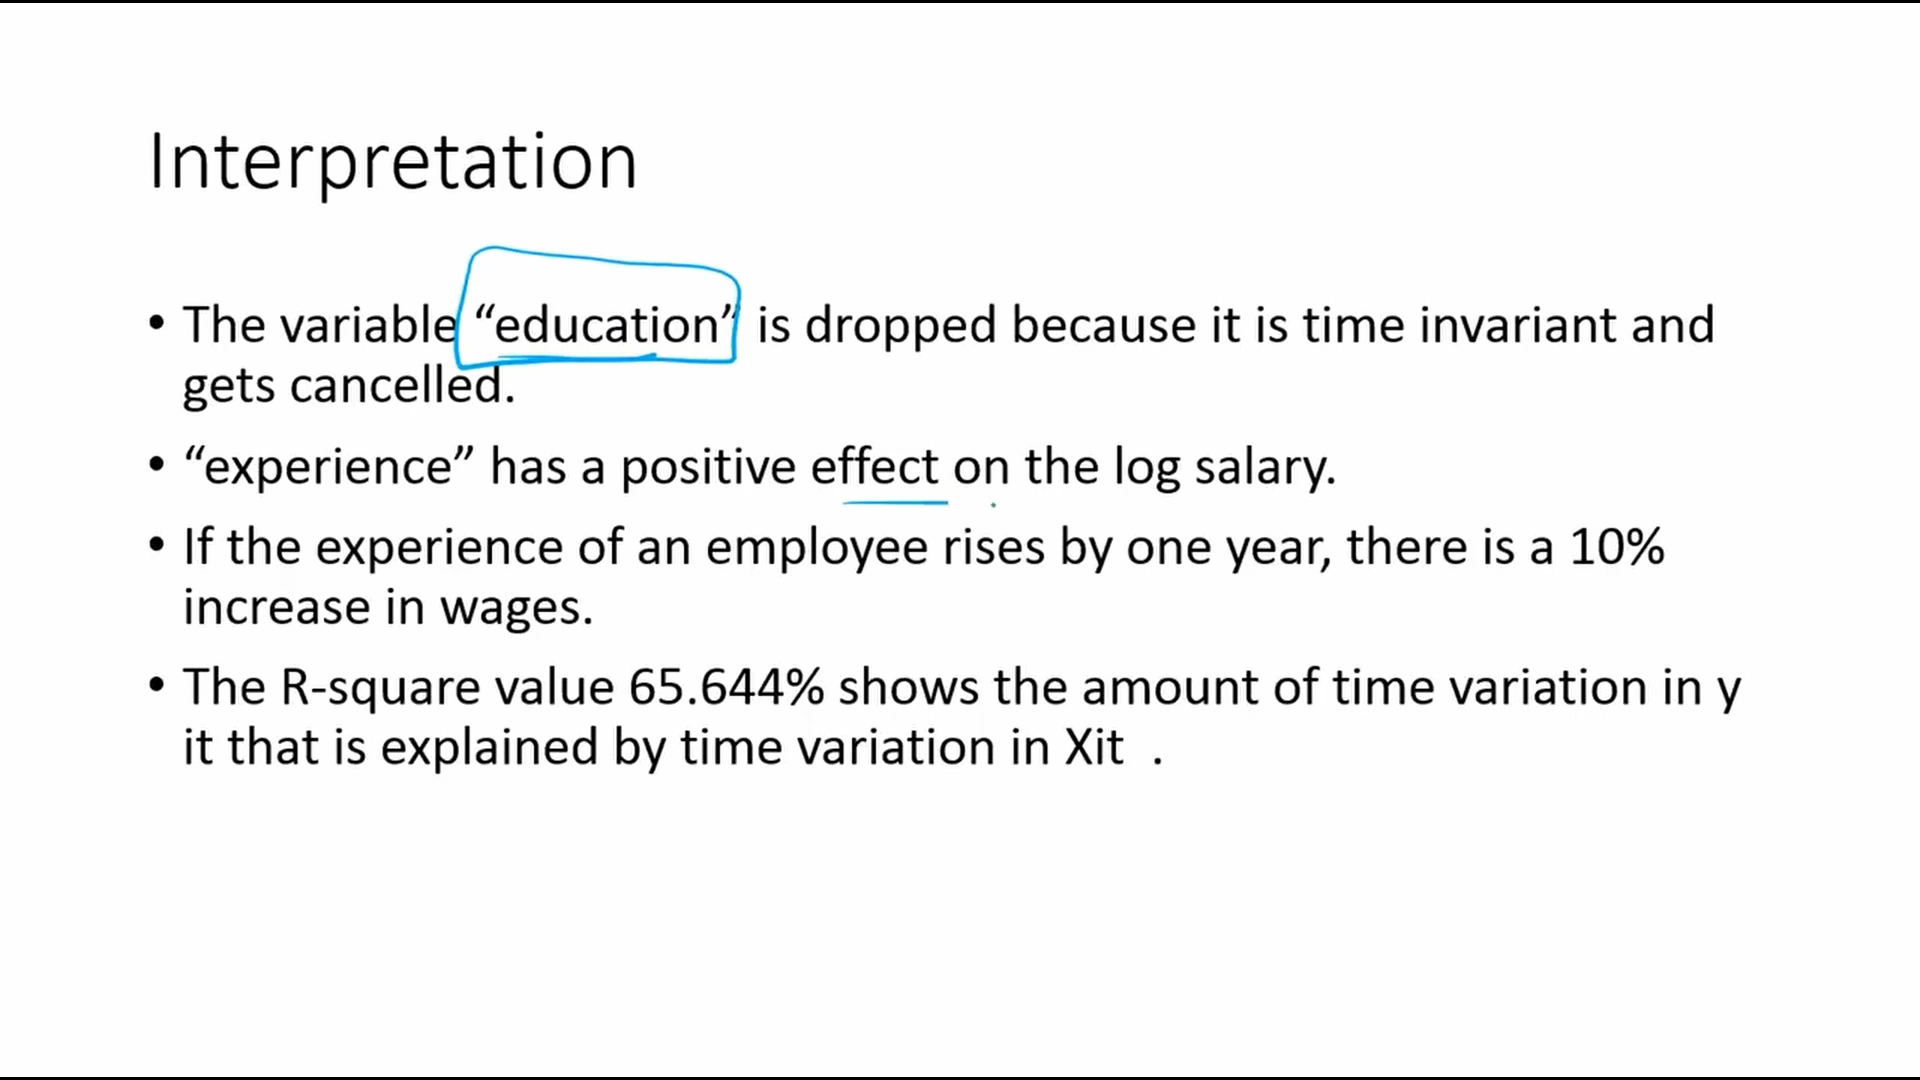 Interpretation
• The variable “education” is dropped because it is time invariant and
gets cancelled.
• “experience” has a positive effect on the log salary.
• If the experience of an employee rises by one year, there is a 10%
increase in wages.
• The R-square value 65.644% shows the amount of time variation in y
it that is explained by time variation in Xit .